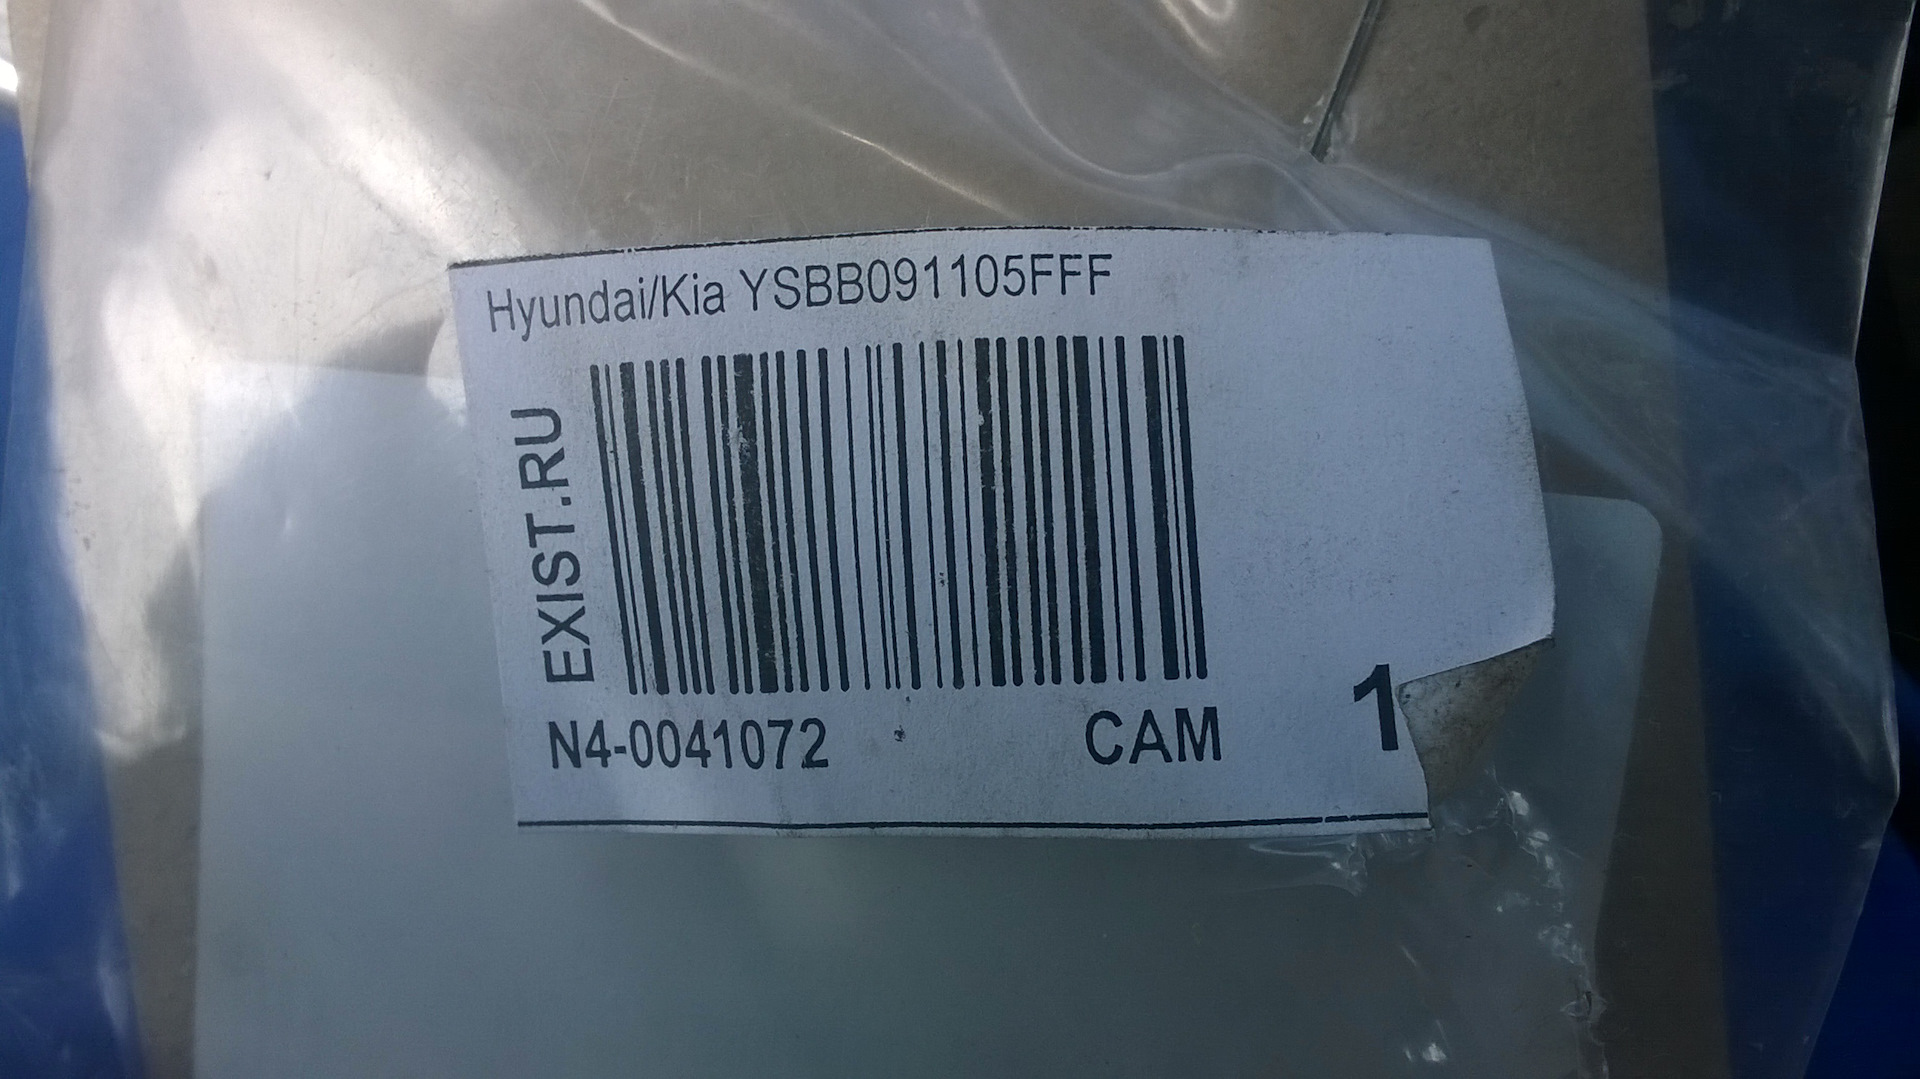 Hyundai/Kia YSBB091105FFF
EXIST.RU
N4-0041072 CAM 1